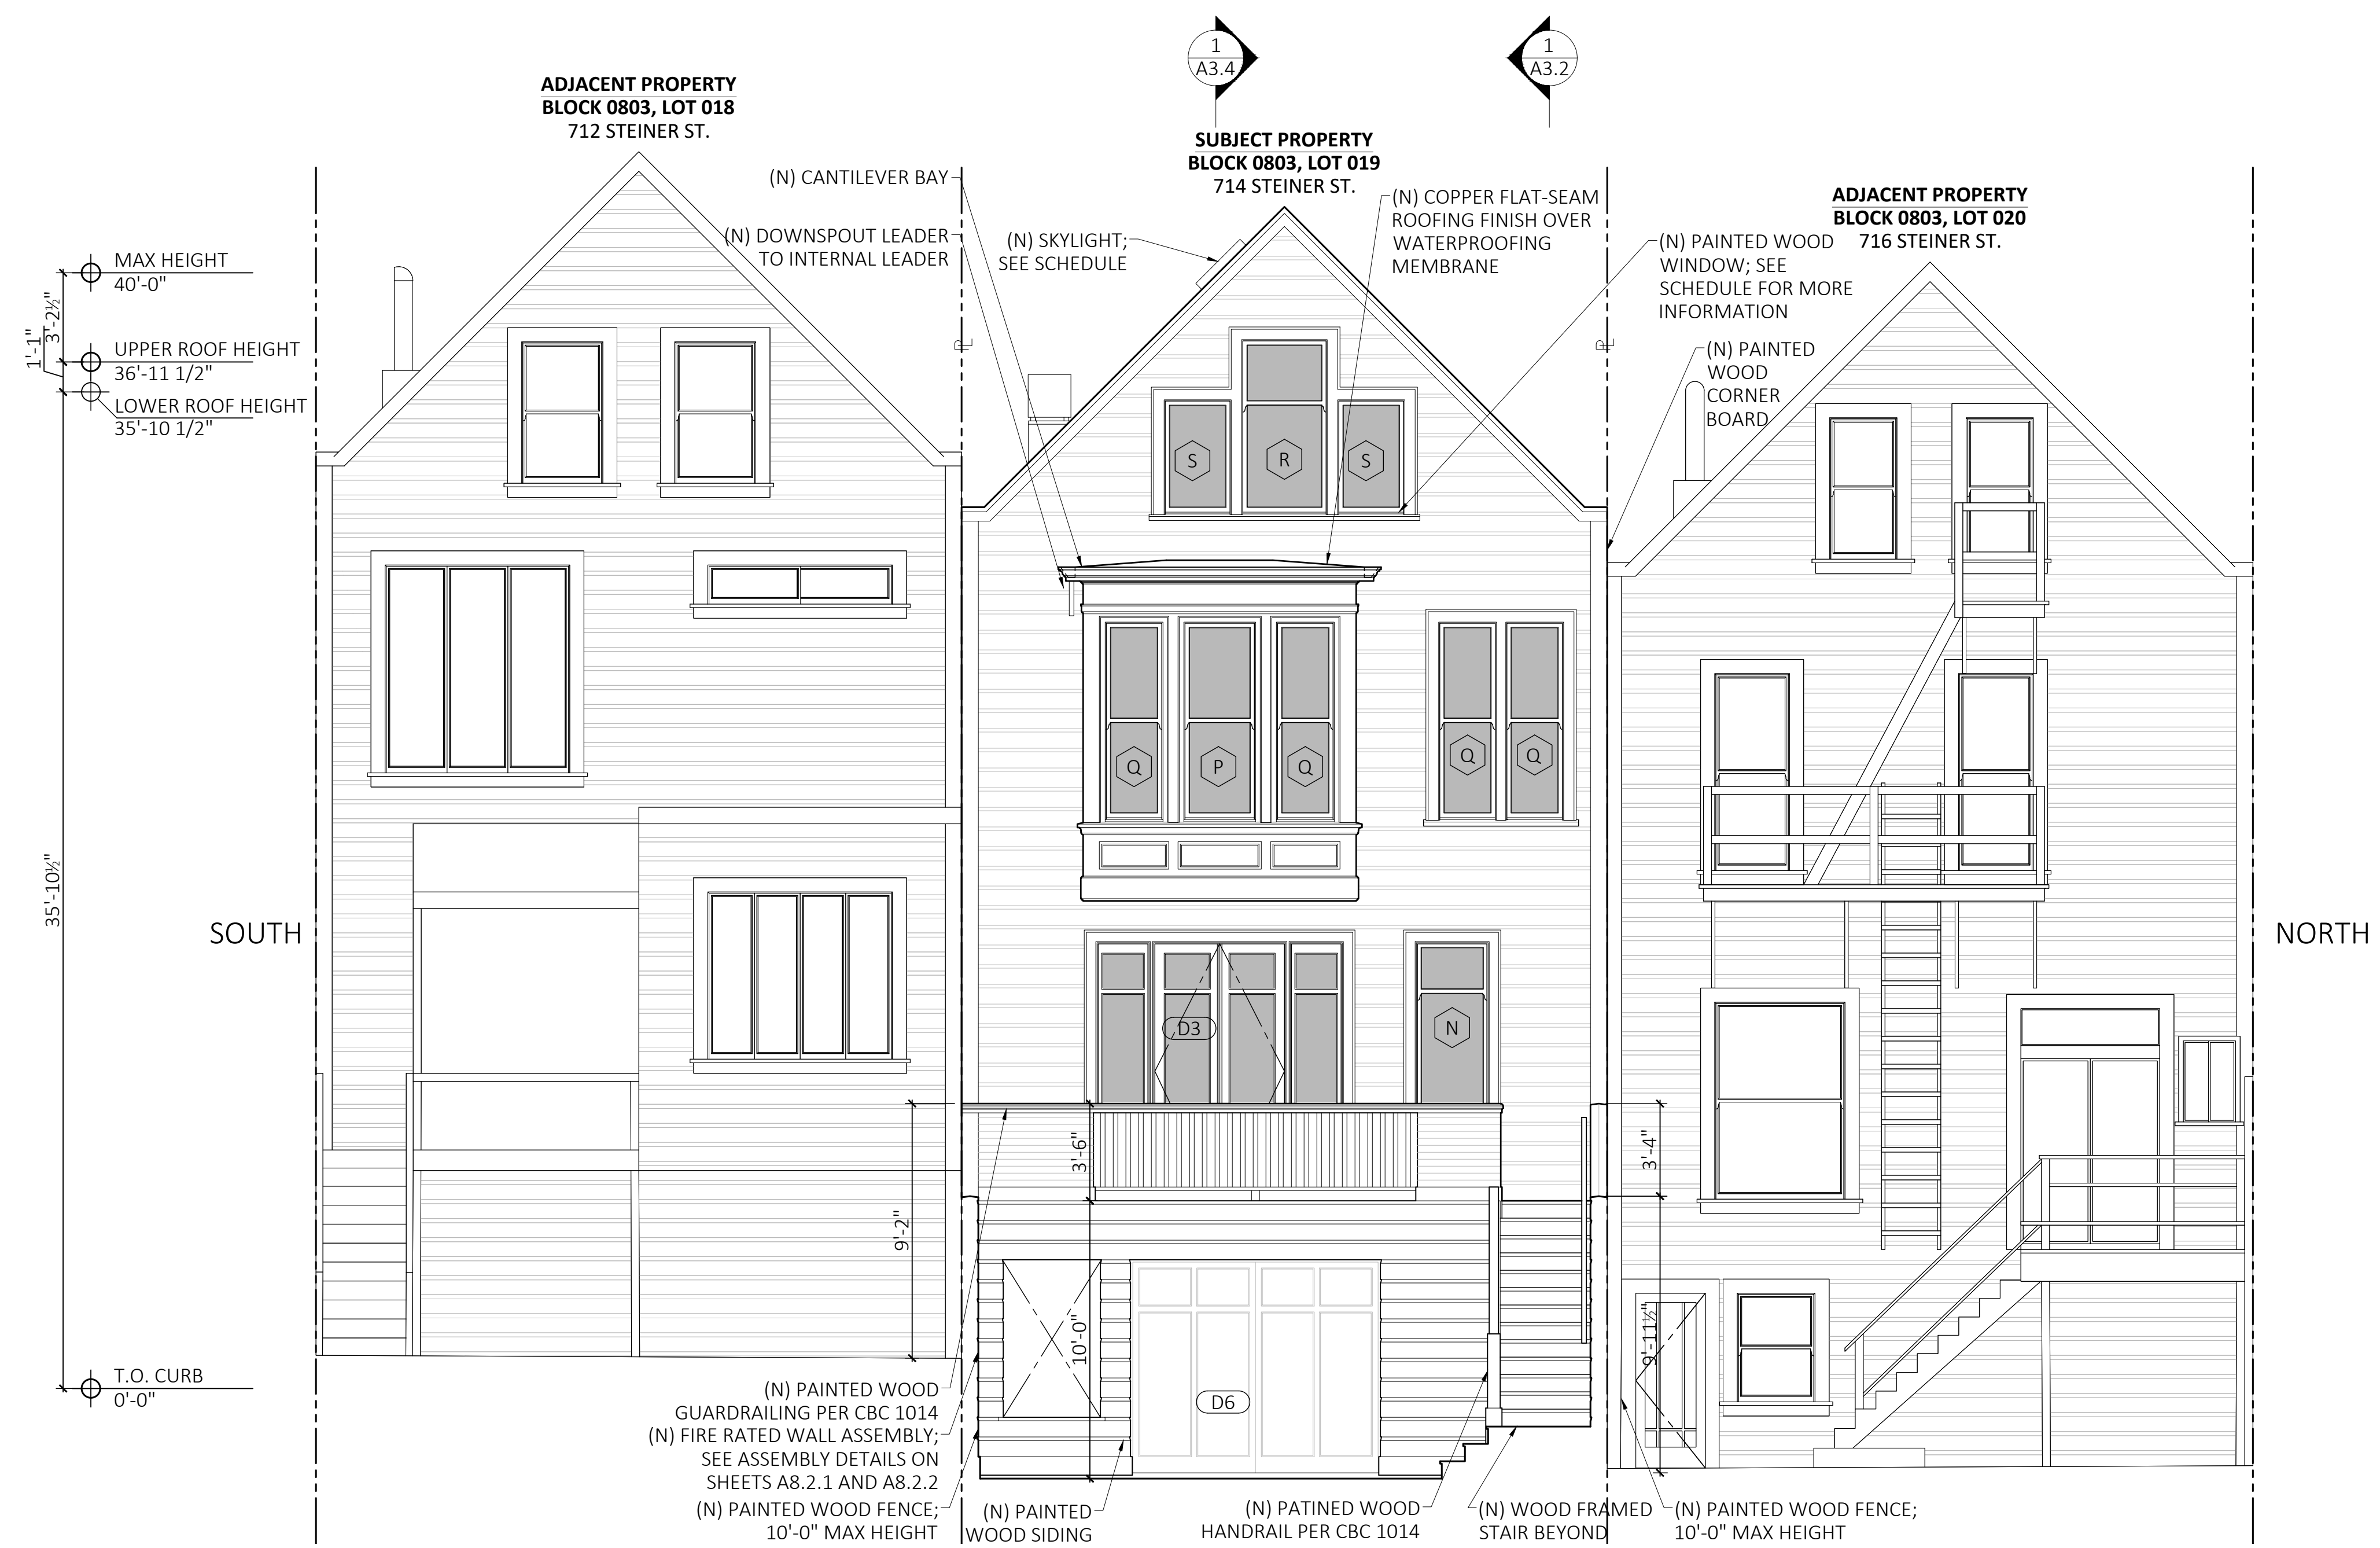 1
A3.4
1
A3.2
ADJACENT PROPERTY
BLOCK 0803, LOT 018
712 STEINER ST.
SUBJECT PROPERTY
BLOCK 0803, LOT 019
714 STEINER ST.
ADJACENT PROPERTY
BLOCK 0803, LOT 020
716 STEINER ST.
(N) CANTILEVER BAY
(N) DOWNSPOUT LEADER
TO INTERNAL LEADER
(N) SKYLIGHT;
SEE SCHEDULE
(N) COPPER FLAT-SEAM
ROOFING FINISH OVER
WATERPROOFING
MEMBRANE
(N) PAINTED WOOD
WINDOW; SEE
SCHEDULE FOR MORE
INFORMATION
(N) PAINTED
WOOD
CORNER
BOARD
MAX HEIGHT
40'-0"
UPPER ROOF HEIGHT
36'-11 1/2"
LOWER ROOF HEIGHT
35'-10 1/2"
3'-2½"
1'-1"
35'-10½"
T.O. CURB
0'-0"
SOUTH
NORTH
PL
PL
S
R
S
Q
P
Q
Q
Q
D3
N
D6
9'-2"
3'-6"
10'-0"
3'-4"
9'-11½"
(N) PAINTED WOOD
GUARDRAILING PER CBC 1014
(N) FIRE RATED WALL ASSEMBLY;
SEE ASSEMBLY DETAILS ON
SHEETS A8.2.1 AND A8.2.2
(N) PAINTED WOOD FENCE;
10'-0" MAX HEIGHT
(N) PAINTED
WOOD SIDING
(N) PATINED WOOD
HANDRAIL PER CBC 1014
(N) WOOD FRAMED
STAIR BEYOND
(N) PAINTED WOOD FENCE;
10'-0" MAX HEIGHT